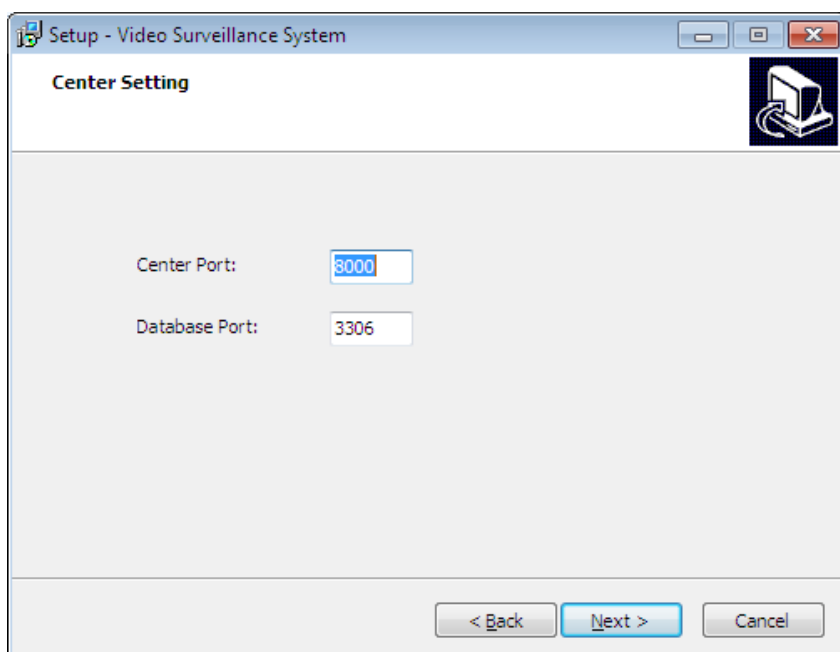 Setup - Video Surveillance System
Center Setting
Center Port: 8000
Database Port: 3306
< Back Next > Cancel